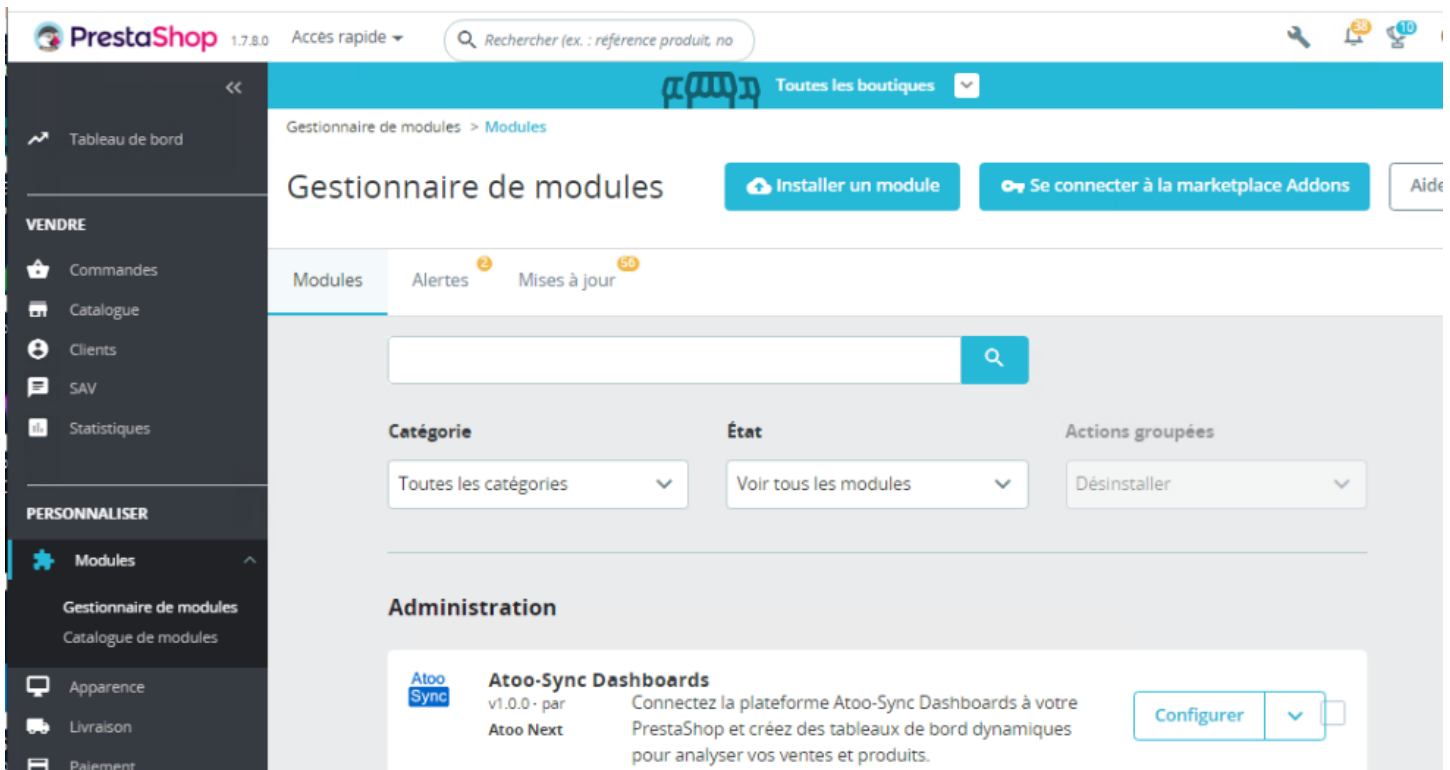 PrestaShop 1.7.8.0 Accès rapide Rechercher (ex. : référence produit, no 38 10
Toutes les boutiques
Tableau de bord
VENDRE
Commandes
Catalogue
Clients
SAV
Statistiques
PERSONNALISER
Modules
Gestionnaire de modules
Catalogue de modules
Apparence
Livraison
Paiement
Gestionnaire de modules > Modules
Gestionnaire de modules
Installer un module
Se connecter à la marketplace Addons
Aide
Modules
Alertes 2
Mises à jour 56
Catégorie
Toutes les catégories
État
Voir tous les modules
Actions groupées
Désinstaller
Administration
Atoo
Sync
Atoo-Sync Dashboards
v1.0.0 - par
Atoo Next
Connectez la plateforme Atoo-Sync Dashboards à votre
PrestaShop et créez des tableaux de bord dynamiques
pour analyser vos ventes et produits.
Configurer